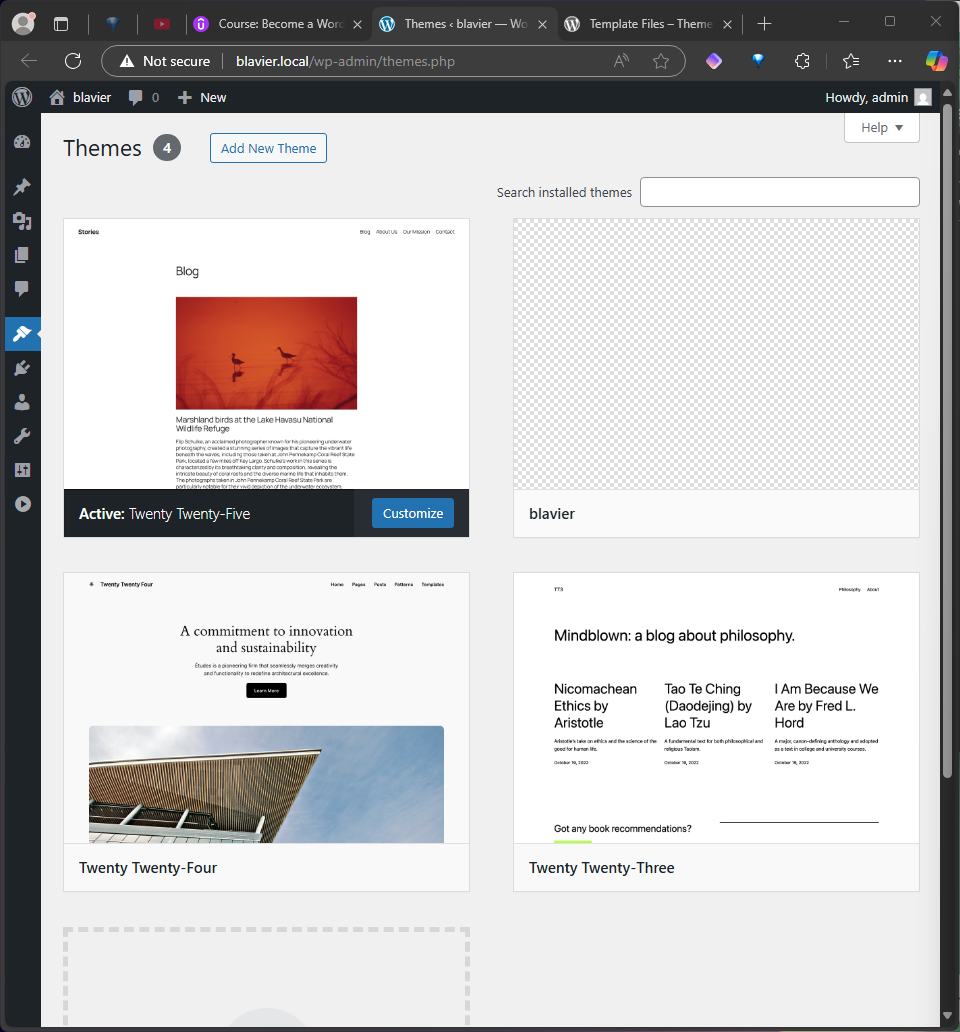 Course: Become a Word
Themes ‹ blavier — Wo
Template Files – Theme
Not secure
blavier.local/wp-admin/themes.php
blavier
0
New
Howdy, admin
Help
Themes 4
Add New Theme
Search installed themes
Stories
Blog About Us Our Mission Contact
Blog
Marshland birds at the Lake Havasu National
Wildlife Refuge
Flip Schulke, an acclaimed photographer known for his pioneering underwater
photography, created a stunning series of images that capture the vibrant life
beneath the waves, including those taken at John Pennekamp Coral Reef State
Park, located a few miles off Key Largo. Schulke's work in this series is
characterized by its breathtaking clarity and composition, revealing the
intricate beauty of coral reefs and the diverse marine life that inhabits them.
The photographs taken in John Pennekamp Coral Reef State Park are
particularly notable for their vivid depiction of the underwater ecosystem,
Active: Twenty Twenty-Five
Customize
blavier
Twenty Twenty Four
Home Pages Posts Patterns Templates
A commitment to innovation
and sustainability
Études is a pioneering firm that seamlessly merges creativity
and functionality to redefine architectural excellence.
Learn More
Twenty Twenty-Four
TT3
Philosophy About
Mindblown: a blog about philosophy.
Nicomachean
Ethics by
Aristotle
Aristotle's take on ethics and the science of the
good for human life.
October 16, 2022
Tao Te Ching
(Daodejing) by
Lao Tzu
A fundamental text for both philosophical and
religious Taoism.
October 16, 2022
I Am Because We
Are by Fred L.
Hord
A major, canon-defining anthology and adopted
as a text in college and university courses.
October 16, 2022
Got any book recommendations?
Twenty Twenty-Three